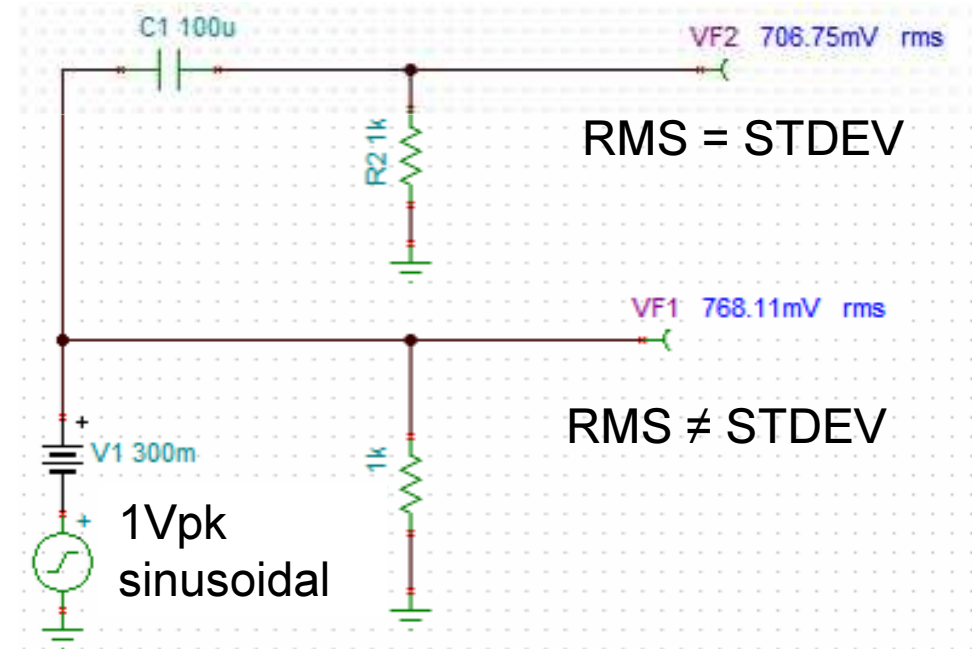 C1 100u
VF2 706.75mV rms
RMS = STDEV
R2 1k
VF1 768.11mV rms
RMS ≠ STDEV
+
V1 300m
1k
+
1Vpk
sinusoidal